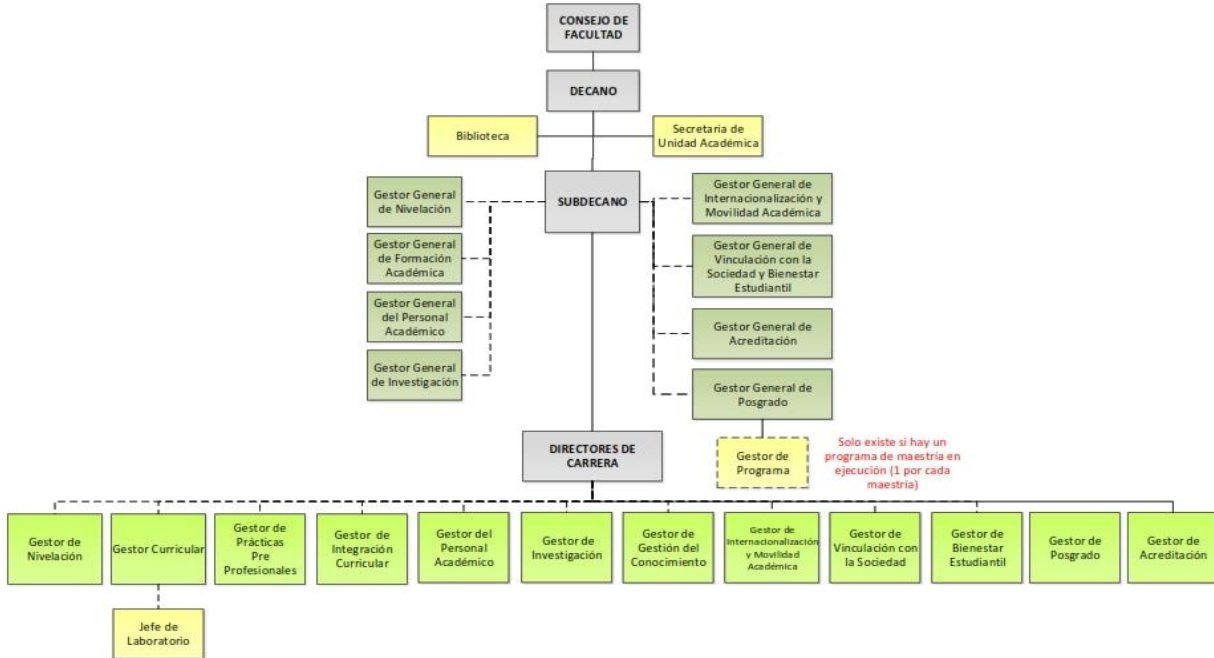 CONSEJO DE
FACULTAD
DECANO
Biblioteca
Secretaria de
Unidad Académica
SUBDECANO
Gestor General
de Nivelación
Gestor General
de Formación
Académica
Gestor General
del Personal
Académico
Gestor General
de Investigación
Gestor General de
Internacionalización y
Movilidad Académica
Gestor General de
Vinculación con la
Sociedad y Bienestar
Estudiantil
Gestor General de
Acreditación
Gestor General de
Posgrado
DIRECTORES DE
CARRERA
Gestor de
Programa
Solo existe si hay un
programa de maestría en
ejecución (1 por cada
maestría)
Gestor de
Nivelación
Gestor Curricular
Gestor de
Prácticas
Pre
Profesionales
Gestor de
Integración
Curricular
Gestor del
Personal
Académico
Gestor de
Investigación
Gestor de
Gestión del
Conocimiento
Gestor de
Internacionalización
y Movilidad
Académica
Gestor de
Vinculación con
la Sociedad
Gestor de
Bienestar
Estudiantil
Gestor de
Posgrado
Gestor de
Acreditación
Jefe de
Laboratorio